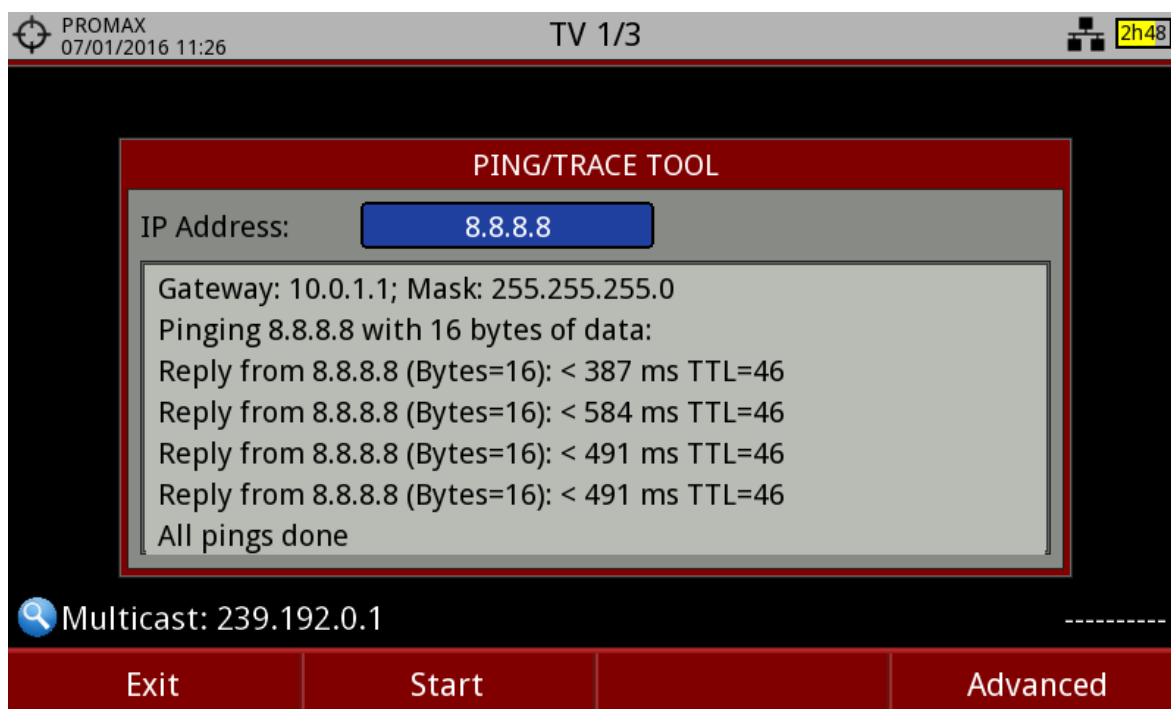 PROMAX
07/01/2016 11:26
TV 1/3
2h48
PING/TRACE TOOL
IP Address: 8.8.8.8
Gateway: 10.0.1.1; Mask: 255.255.255.0
Pinging 8.8.8.8 with 16 bytes of data:
Reply from 8.8.8.8 (Bytes=16): < 387 ms TTL=46
Reply from 8.8.8.8 (Bytes=16): < 584 ms TTL=46
Reply from 8.8.8.8 (Bytes=16): < 491 ms TTL=46
Reply from 8.8.8.8 (Bytes=16): < 491 ms TTL=46
All pings done
Multicast: 239.192.0.1 ----------
Exit Start Advanced